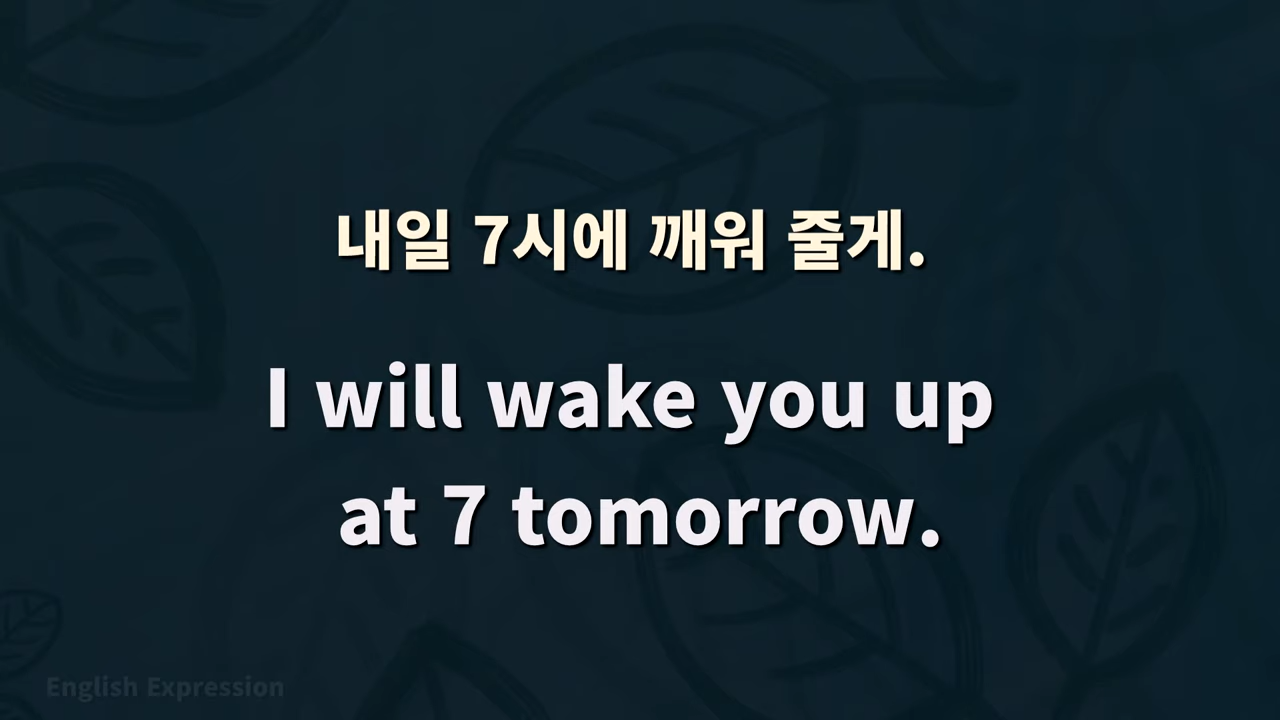 내일 7시에 깨워 줄게.
I will wake you up
at 7 tomorrow.
English Expression